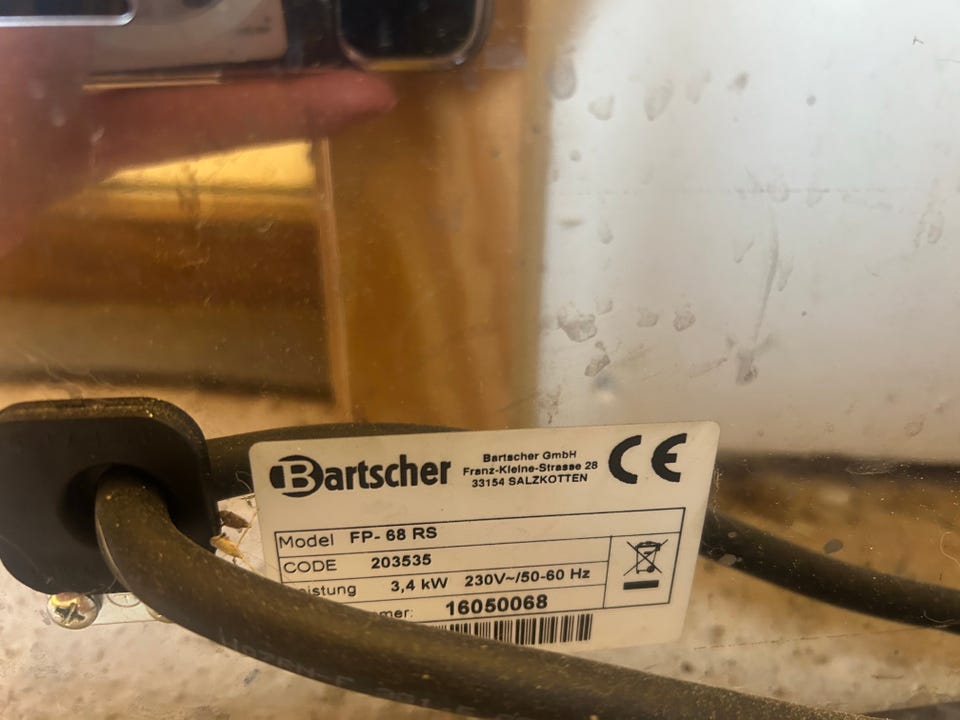 Bartscher
Bartscher GmbH
Franz-Kleine-Strasse 28
33154 SALZKOTTEN
CE
Model FP- 68 RS
CODE 203535
istung 3,4 kW 230V~/50-60 Hz
mer: 16050068